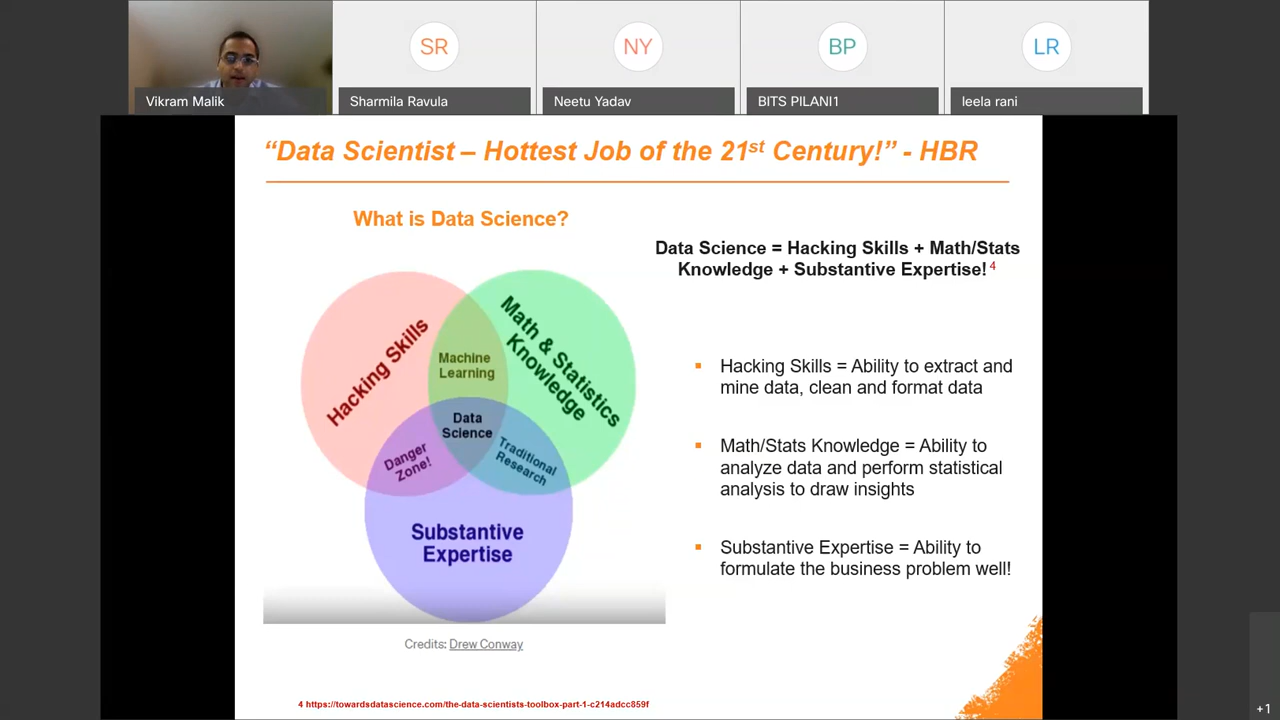 SR
NY
BP
LR
Vikram Malik
Sharmila Ravula
Neetu Yadav
BITS PILANI1
leela rani
“Data Scientist – Hottest Job of the 21st Century!” - HBR
What is Data Science?
Data Science = Hacking Skills + Math/Stats
Knowledge + Substantive Expertise! 4
Hacking Skills
Math & Statistics
Knowledge
Machine
Learning
Data
Science
Danger
Zone!
Traditional
Research
Substantive
Expertise
Credits: Drew Conway
▪ Hacking Skills = Ability to extract and
mine data, clean and format data
▪ Math/Stats Knowledge = Ability to
analyze data and perform statistical
analysis to draw insights
▪ Substantive Expertise = Ability to
formulate the business problem well!
4 https://towardsdatascience.com/the-data-scientists-toolbox-part-1-c214adcc859f
+1